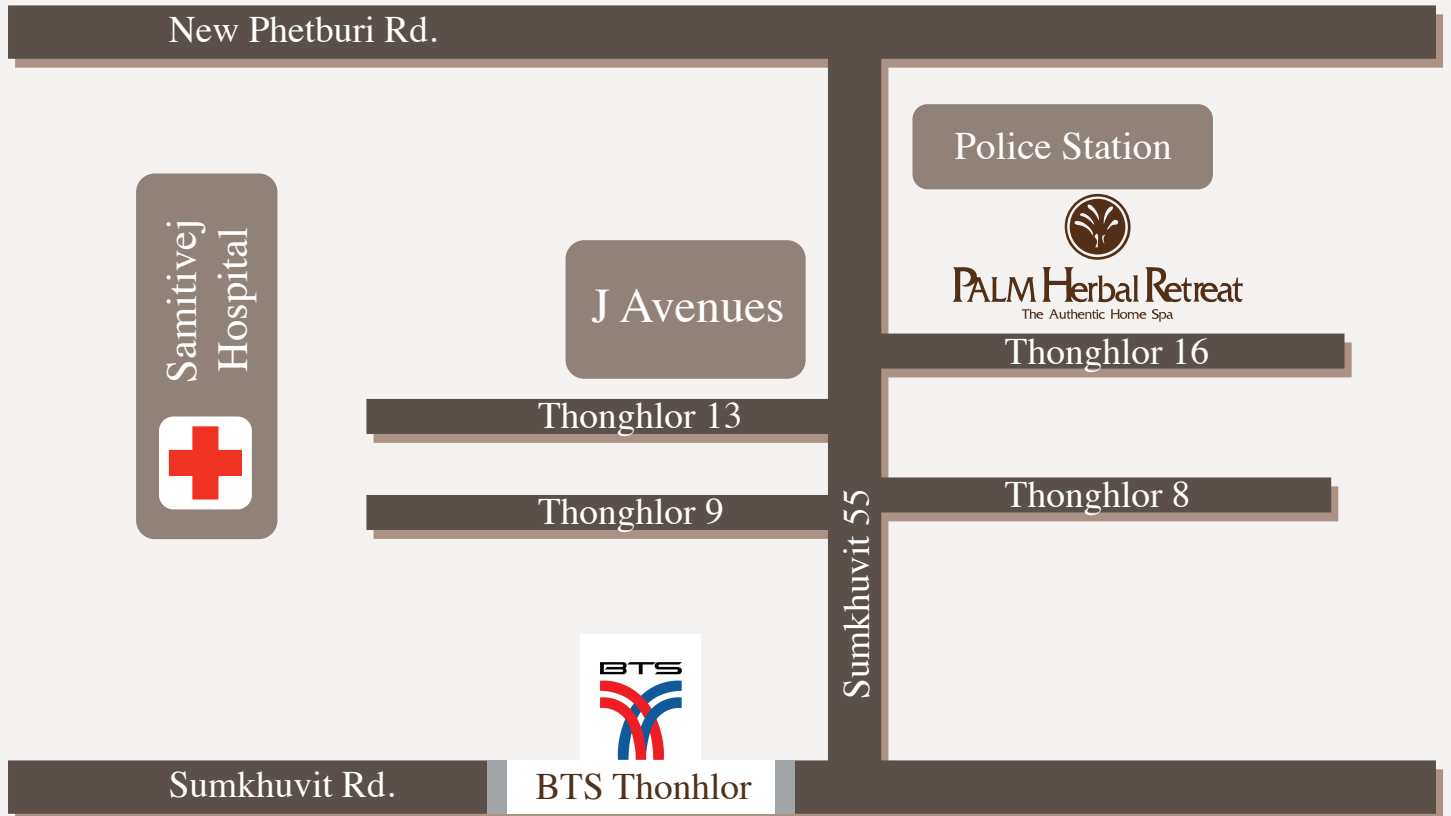 New Phetburi Rd.
Police Station
Samitivej
Hospital
J Avenues
PALM Herbal Retreat
The Authentic Home Spa
Thonghlor 16
Thonghlor 13
Thonghlor 8
Thonghlor 9
Sumkhuvit 55
BTS
Sumkhuvit Rd.
BTS Thonhlor